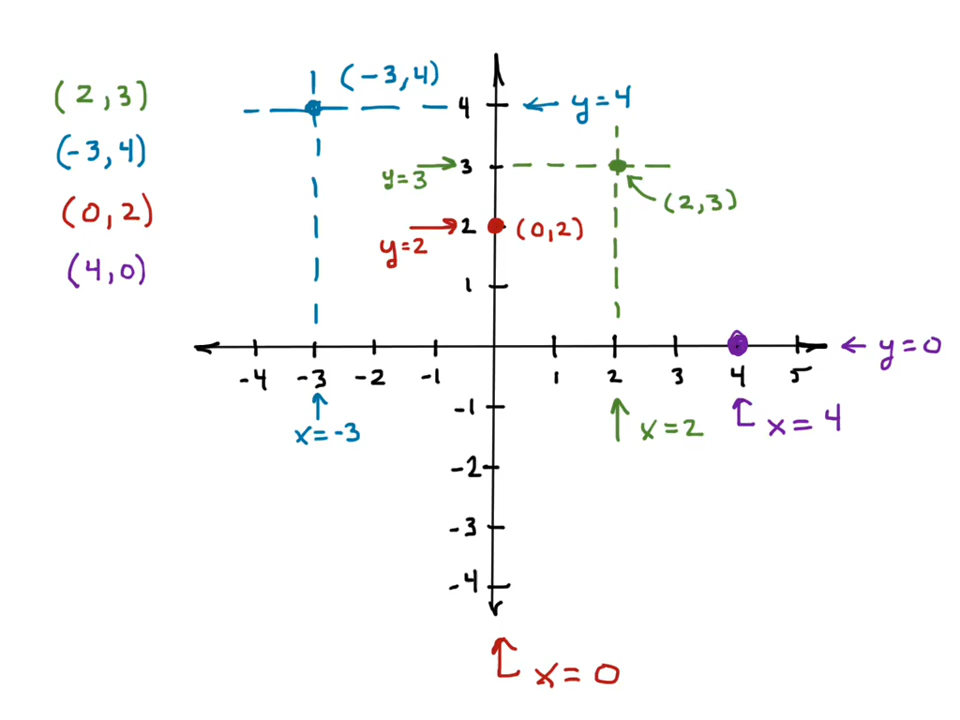 (2,3)
(-3,4)
(0,2)
(4,0)
(-3,4)
4
y=4
y=3
3
(2,3)
y=2
2
(0,2)
1
y=0
-4 -3 -2 -1 1 2 3 4 5
x=-3
-1
x=2
x=4
-2
-3
-4
x=0